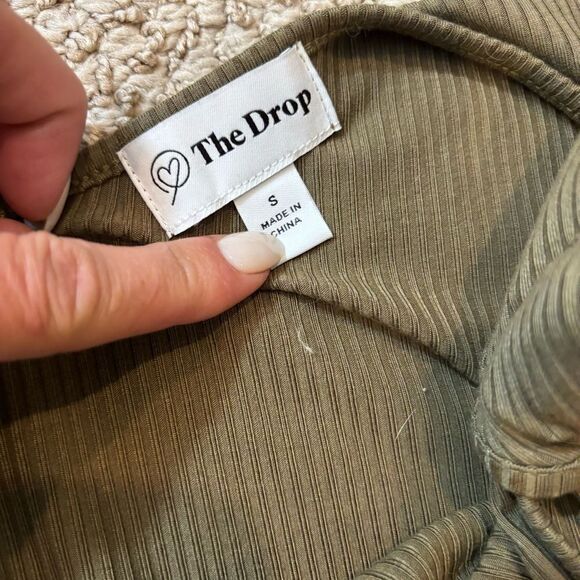 The Drop
S
MADE IN
CHINA